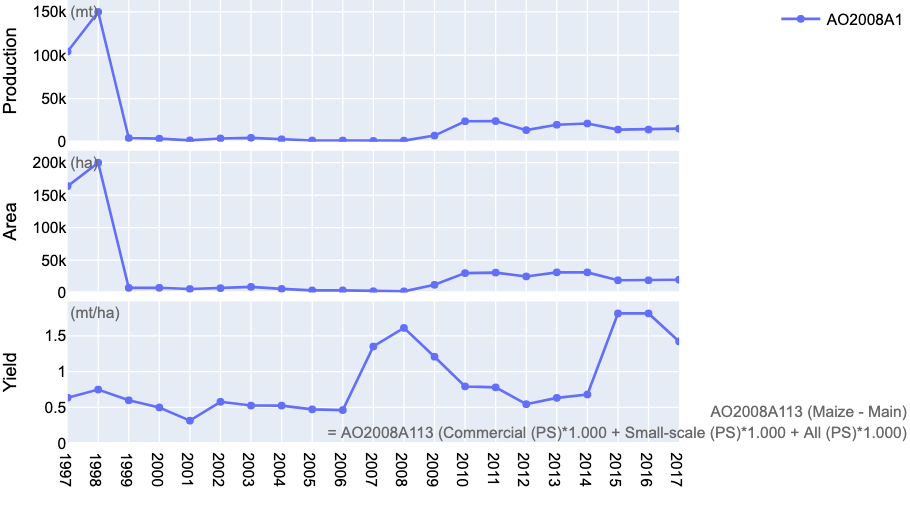 Production
150k
(mt)
100k
50k
0
AO2008A1
Area
200k
(ha)
150k
100k
50k
0
Yield
(mt/ha)
1.5
1
0.5
0
AO2008A113 (Maize - Main)
= AO2008A113 (Commercial (PS)*1.000 + Small-scale (PS)*1.000 + All (PS)*1.000)
1997
1998
1999
2000
2001
2002
2003
2004
2005
2006
2007
2008
2009
2010
2011
2012
2013
2014
2015
2016
2017